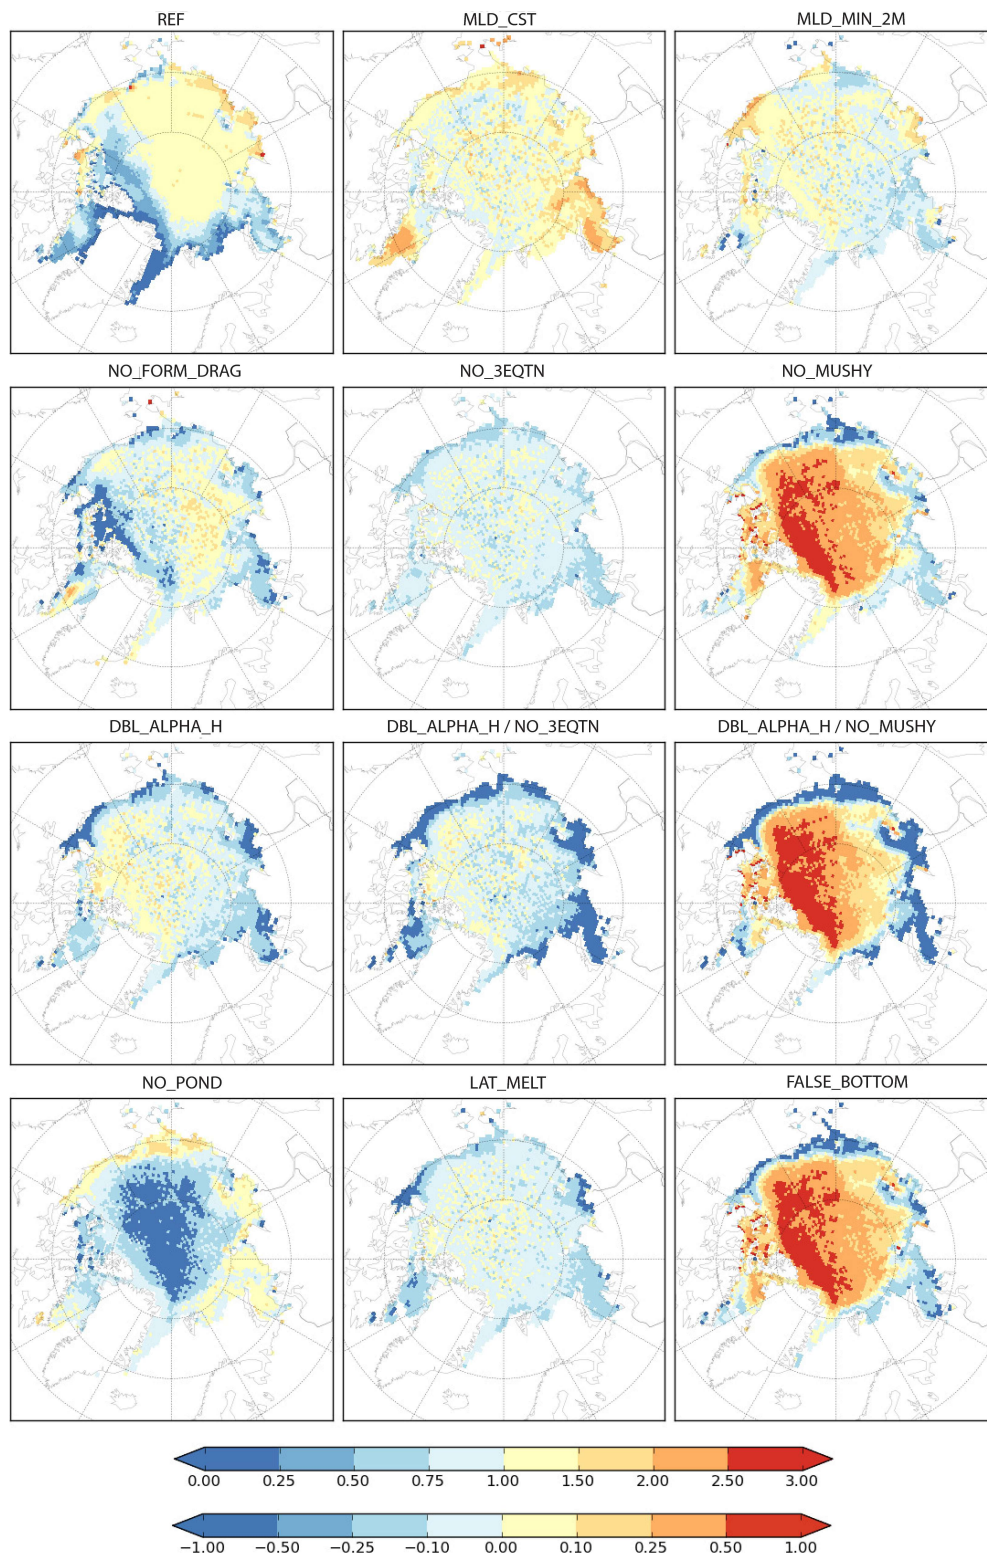 REF MLD_CST MLD_MIN_2M
NO_FORM_DRAG NO_3EQTN NO_MUSHY
DBL_ALPHA_H DBL_ALPHA_H / NO_3EQTN DBL_ALPHA_H / NO_MUSHY
NO_POND LAT_MELT FALSE_BOTTOM
0.00 0.25 0.50 0.75 1.00 1.50 2.00 2.50 3.00
−1.00 −0.50 −0.25 −0.10 0.00 0.10 0.25 0.50 1.00